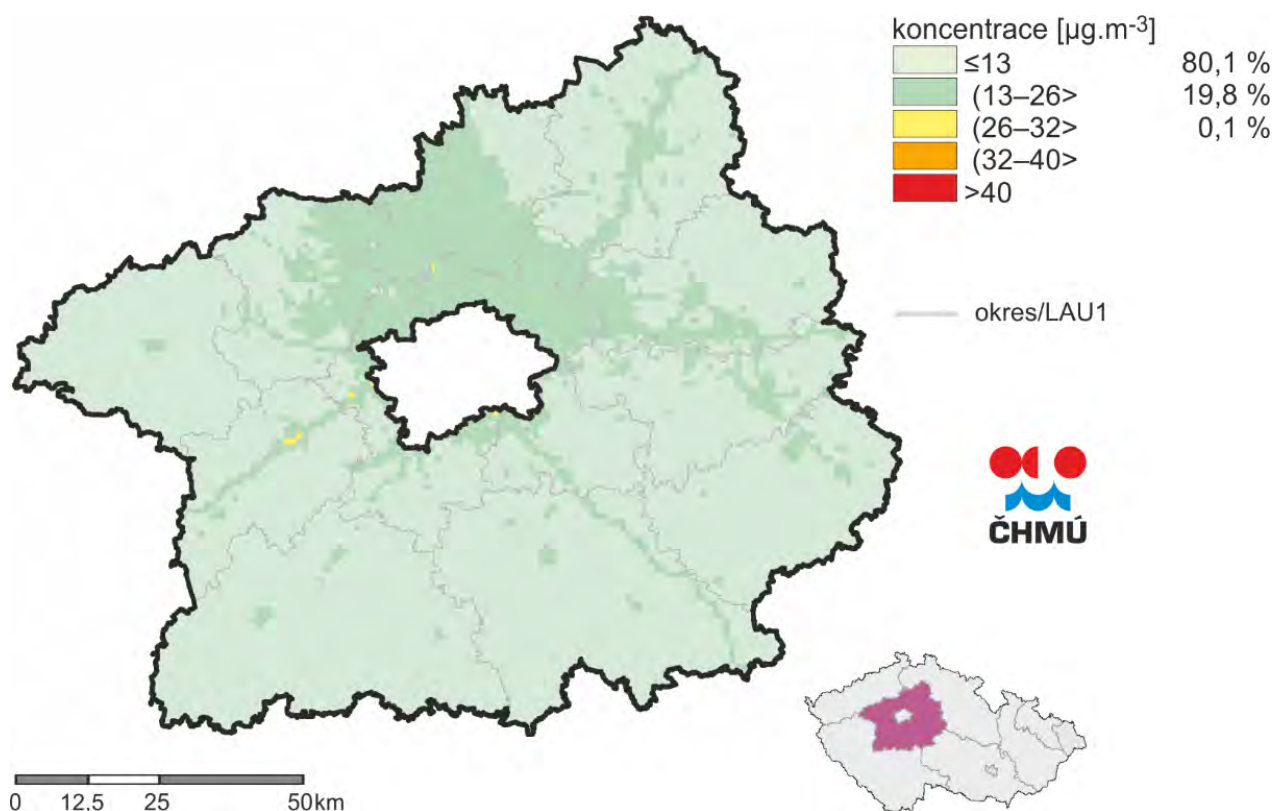 koncentrace [µg.m-3]
≤13 80,1 %
(13–26> 19,8 %
(26–32> 0,1 %
(32–40>
>40
okres/LAU1
ČHMÚ
0 12,5 25 50km